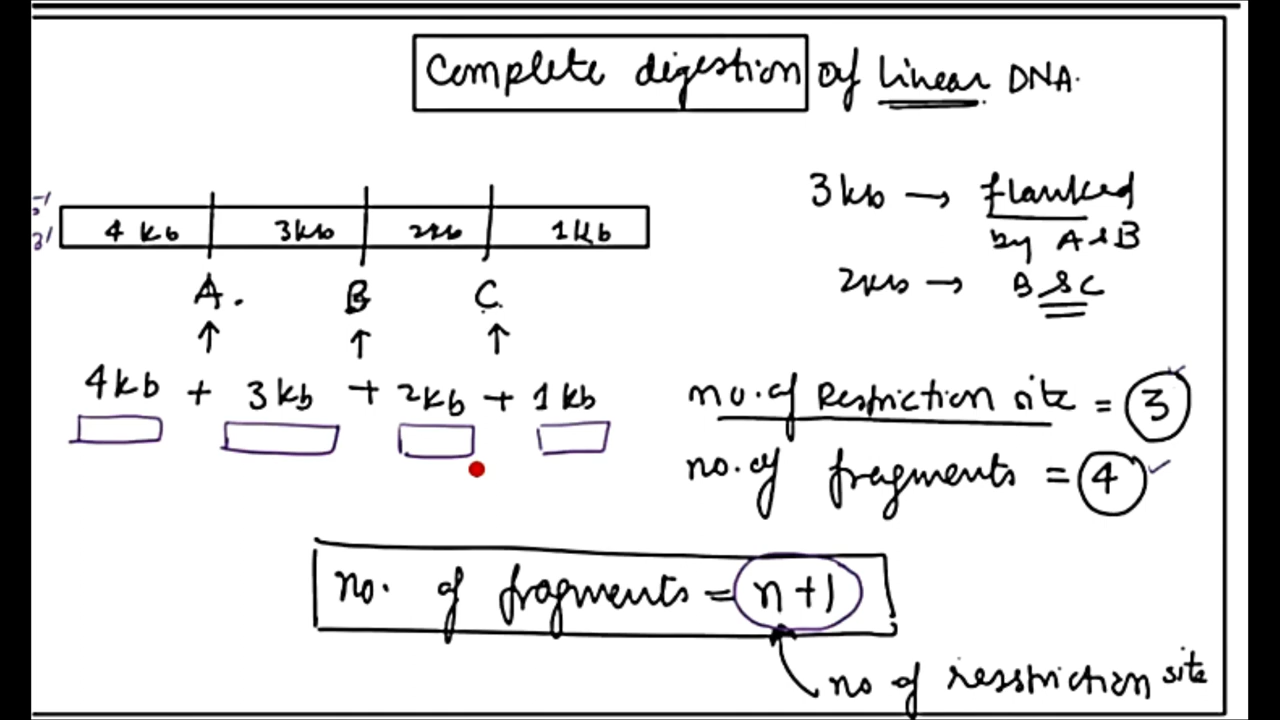 Complete digestion of linear DNA.
5'
3'
4 kb 3kb 2kb 1kb
A. B C
↑ ↑ ↑
4kb + 3kb + 2kb + 1kb
3kb → flanked
by A & B
2kb → B & C
no. of Restriction site = 3
no. of fragments = 4
no. of fragments = n+1
no of resstriction site